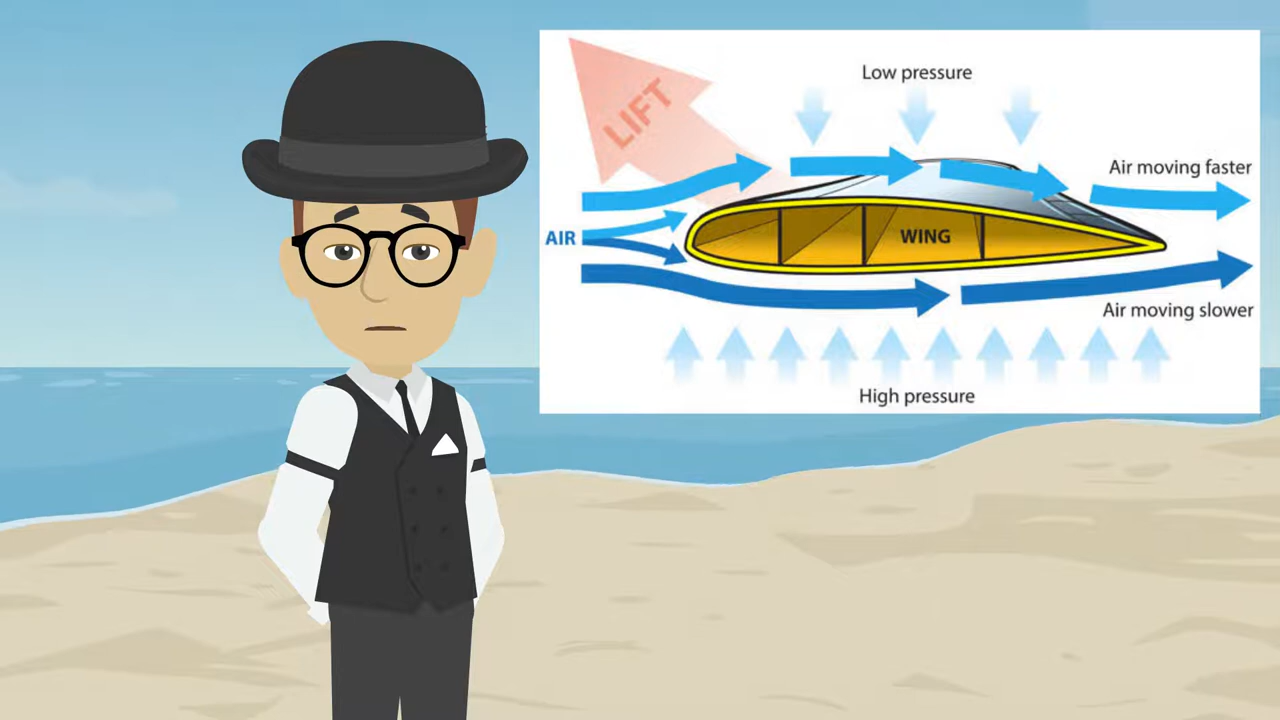 Low pressure
LIFT
Air moving faster
AIR
WING
Air moving slower
High pressure